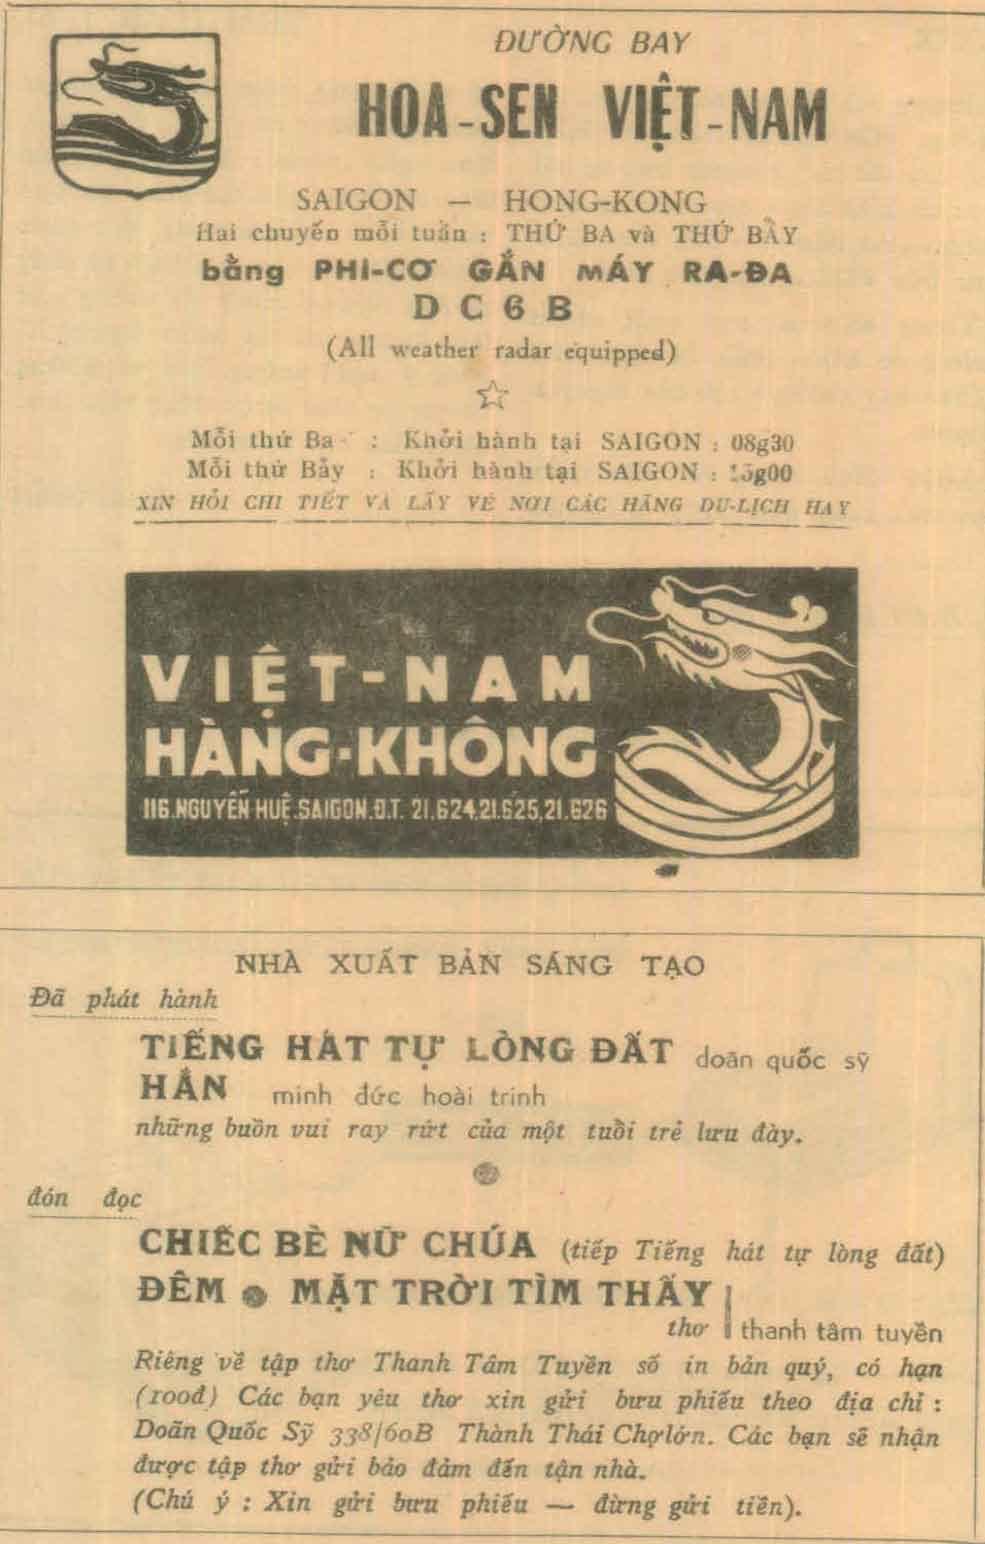 ĐƯỜNG BAY
HOA-SEN VIỆT-NAM
SAIGON — HONG-KONG
Hai chuyến mỗi tuần : THỨ BA và THỨ BẢY
bằng PHI-CƠ GẮN MÁY RA-ĐA
DC6B
(All weather radar equipped)
Mỗi thứ Ba : Khởi hành tại SAIGON : 08g30
Mỗi thứ Bảy : Khởi hành tại SAIGON :
XIN HỎI CHI TIẾT VÀ LẤY VÉ NƠI CÁC HÃNG DU-LỊCH HAY
VIỆT-NAM
HÀNG-KHÔNG
116.NGUYỄN HUỆ.SAIGON.Đ.T. 21.624,21.625,21.626
NHÀ XUẤT BẢN SÁNG TẠO
Đã phát hành
TIẾNG HÁT TỰ LÒNG ĐẤT doãn quốc sỹ
HẮN minh đức hoài trinh
những buồn vui ray rứt của một tuổi trẻ lưu đày.
đón đọc
CHIẾC BÈ NỮ CHÚA (tiếp Tiếng hát tự lòng đất)
ĐÊM ● MẶT TRỜI TÌM THẤY
thơ thanh tâm tuyền
Riêng về tập thơ Thanh Tâm Tuyền số in bản quý, có hạn
(100đ) Các bạn yêu thơ xin gửi bưu phiếu theo địa chỉ :
Doãn Quốc Sỹ 338/60B Thành Thái Chợlớn. Các bạn sẽ nhận
được tập thơ gửi bảo đảm đến tận nhà.
(Chú ý : Xin gửi bưu phiếu — đừng gửi tiền).